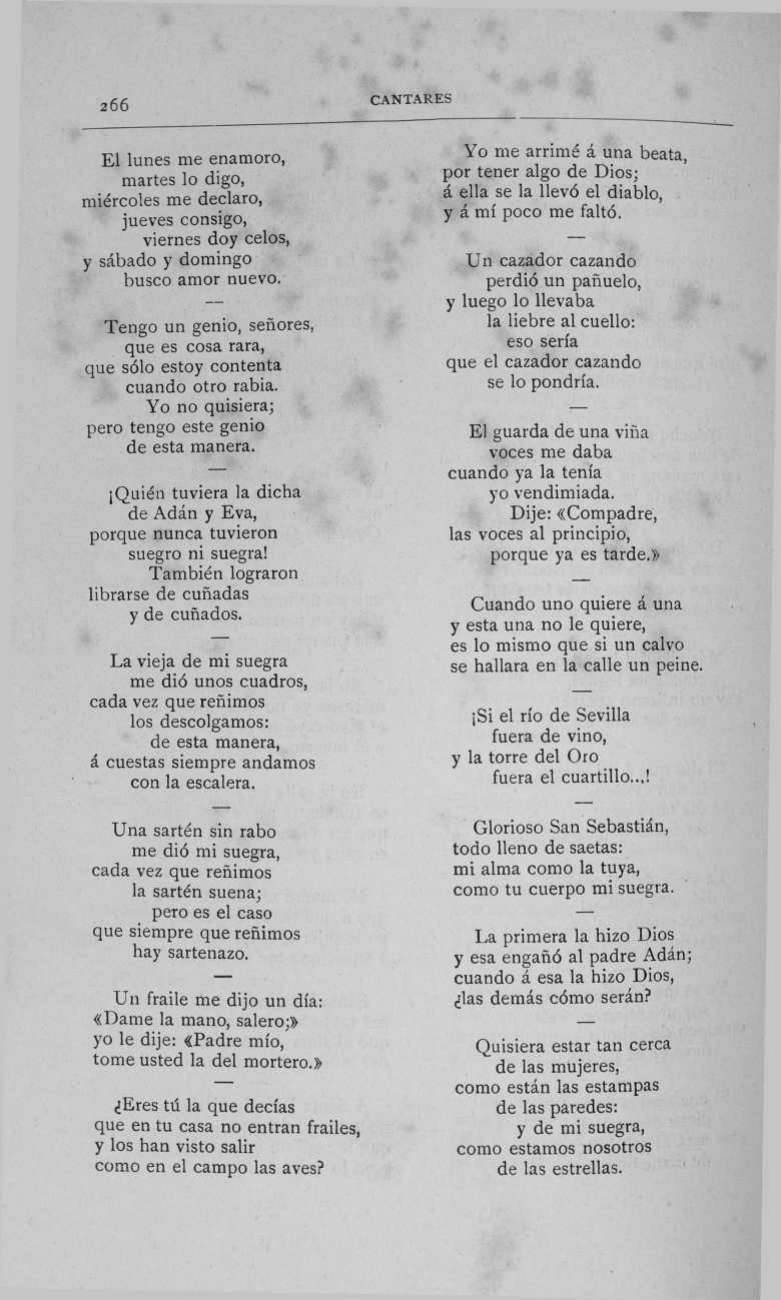 266
CANTARES
El lunes me enamoro,
martes lo digo,
miércoles me declaro,
jueves consigo,
viernes doy celos,
y sábado y domingo
busco amor nuevo.
—
Tengo un genio, señores,
que es cosa rara,
que sólo estoy contenta
cuando otro rabia.
Yo no quisiera;
pero tengo este genio
de esta manera.
—
¡Quién tuviera la dicha
de Adán y Eva,
porque nunca tuvieron
suegro ni suegra!
También lograron
librarse de cuñadas
y de cuñados.
—
La vieja de mi suegra
me dió unos cuadros,
cada vez que reñimos
los descolgamos:
de esta manera,
á cuestas siempre andamos
con la escalera.
—
Una sartén sin rabo
me dió mi suegra,
cada vez que reñimos
la sartén suena;
pero es el caso
que siempre que reñimos
hay sartenazo.
—
Un fraile me dijo un día:
«Dame la mano, salero;»
yo le dije: «Padre mío,
tome usted la del mortero.»
—
¿Eres tú la que decías
que en tu casa no entran frailes,
y los han visto salir
como en el campo las aves?
Yo me arrimé á una beata,
por tener algo de Dios;
á ella se la llevó el diablo,
y á mí poco me faltó.
—
Un cazador cazando
perdió un pañuelo,
y luego lo llevaba
la liebre al cuello:
eso sería
que el cazador cazando
se lo pondría.
—
El guarda de una viña
voces me daba
cuando ya la tenía
yo vendimiada.
Dije: «Compadre,
las voces al principio,
porque ya es tarde.»
—
Cuando uno quiere á una
y esta una no le quiere,
es lo mismo que si un calvo
se hallara en la calle un peine.
—
¡Si el río de Sevilla
fuera de vino,
y la torre del Oro
fuera el cuartillo...!
—
Glorioso San Sebastián,
todo lleno de saetas:
mi alma como la tuya,
como tu cuerpo mi suegra.
—
La primera la hizo Dios
y esa engañó al padre Adán;
cuando á esa la hizo Dios,
¿las demás cómo serán?
—
Quisiera estar tan cerca
de las mujeres,
como están las estampas
de las paredes:
y de mi suegra,
como estamos nosotros
de las estrellas.